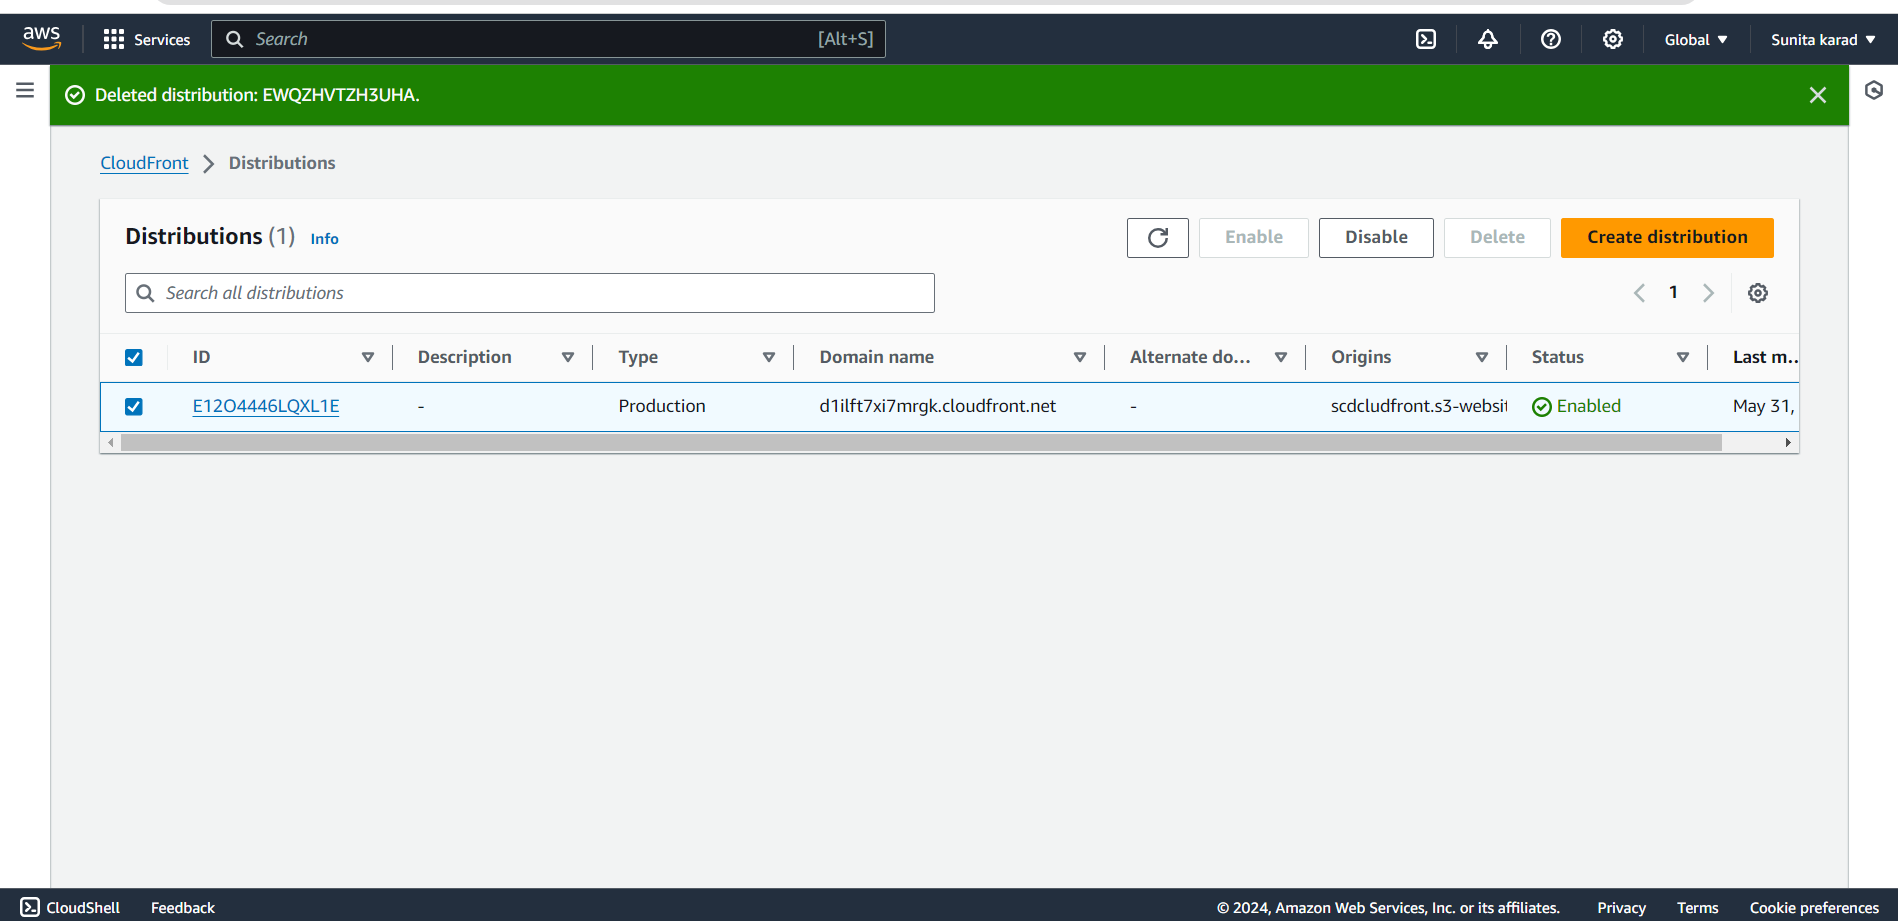 aws
Services
Search
[Alt+S]
Global
Sunita karad
Deleted distribution: EWQZHVTZH3UHA.
CloudFront
Distributions
Distributions (1)
Info
Enable
Disable
Delete
Create distribution
Search all distributions
1
ID
Description
Type
Domain name
Alternate do...
Origins
Status
Last m...
E12O4446LQXL1E
-
Production
d1ilft7xi7mrgk.cloudfront.net
-
scdcludfront.s3-websit
Enabled
May 31,
CloudShell
Feedback
© 2024, Amazon Web Services, Inc. or its affiliates.
Privacy
Terms
Cookie preferences